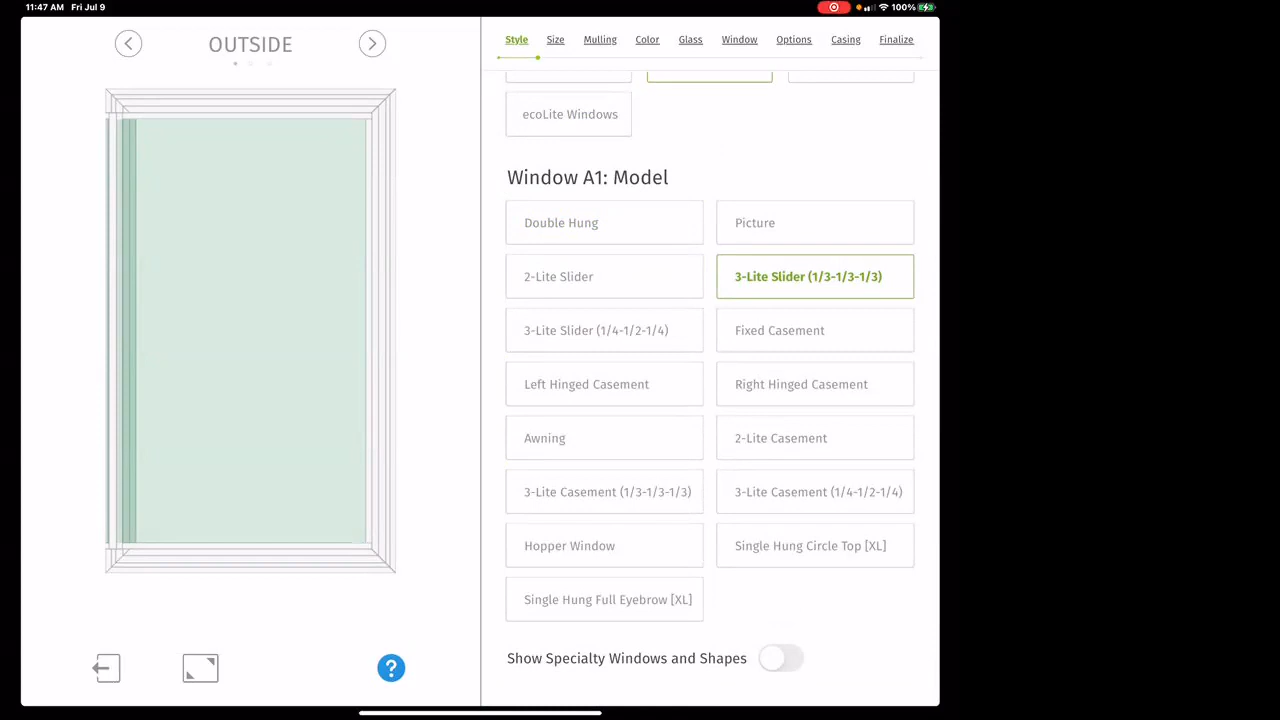 11:47 AM Fri Jul 9
100%
OUTSIDE
Style Size Mulling Color Glass Window Options Casing Finalize
ecoLite Windows
Window A1: Model
Double Hung
Picture
2-Lite Slider
3-Lite Slider (1/3-1/3-1/3)
3-Lite Slider (1/4-1/2-1/4)
Fixed Casement
Left Hinged Casement
Right Hinged Casement
Awning
2-Lite Casement
3-Lite Casement (1/3-1/3-1/3)
3-Lite Casement (1/4-1/2-1/4)
Hopper Window
Single Hung Circle Top [XL]
Single Hung Full Eyebrow [XL]
Show Specialty Windows and Shapes
?